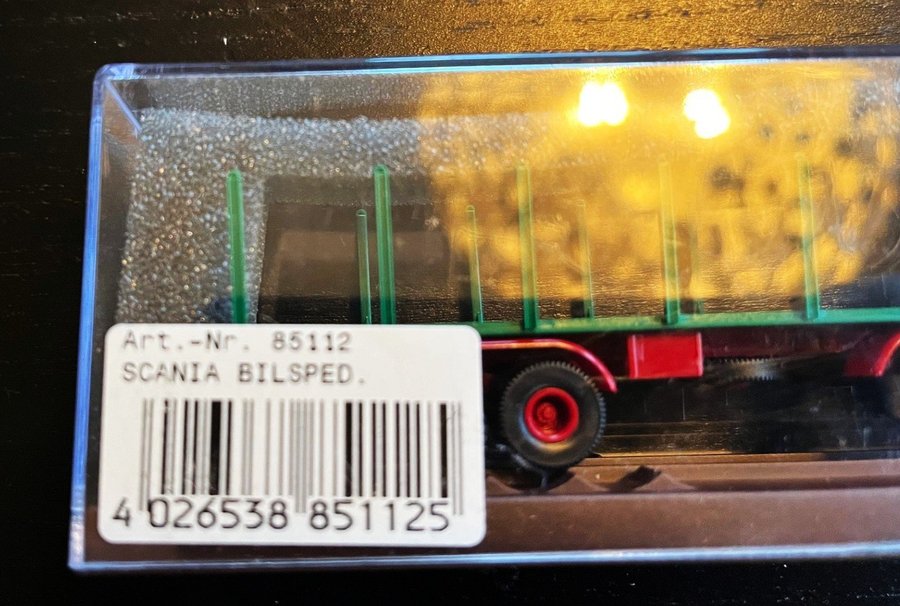 Art.-Nr. 85112
SCANIA BILSPED.
4 026538 851125